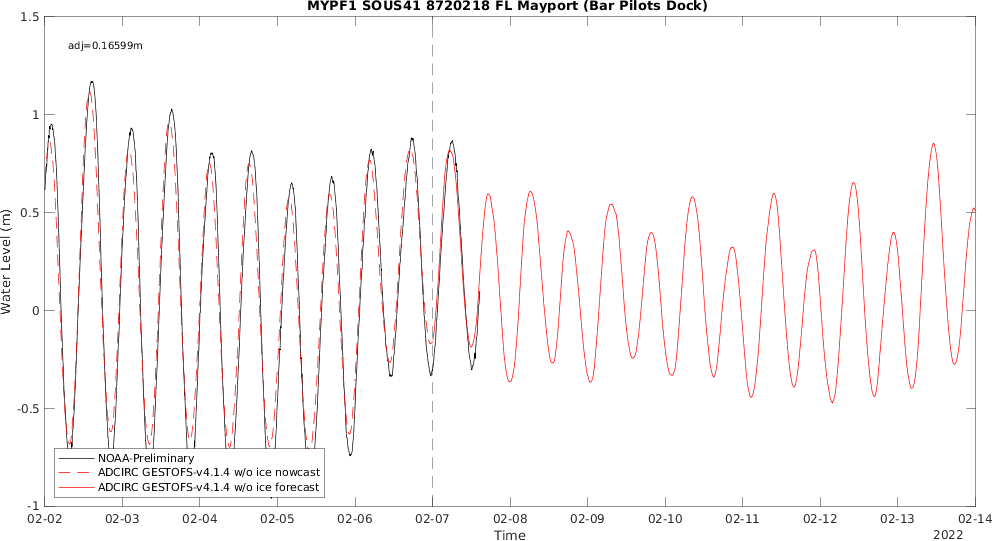 MYPF1 SOUS41 8720218 FL Mayport (Bar Pilots Dock)
adj=0.16599m
1.5
1
0.5
0
-0.5
-1
Water Level (m)
NOAA-Preliminary
ADCIRC GESTOFS-v4.1.4 w/o ice nowcast
ADCIRC GESTOFS-v4.1.4 w/o ice forecast
02-02 02-03 02-04 02-05 02-06 02-07 02-08 02-09 02-10 02-11 02-12 02-13 02-14
Time
2022